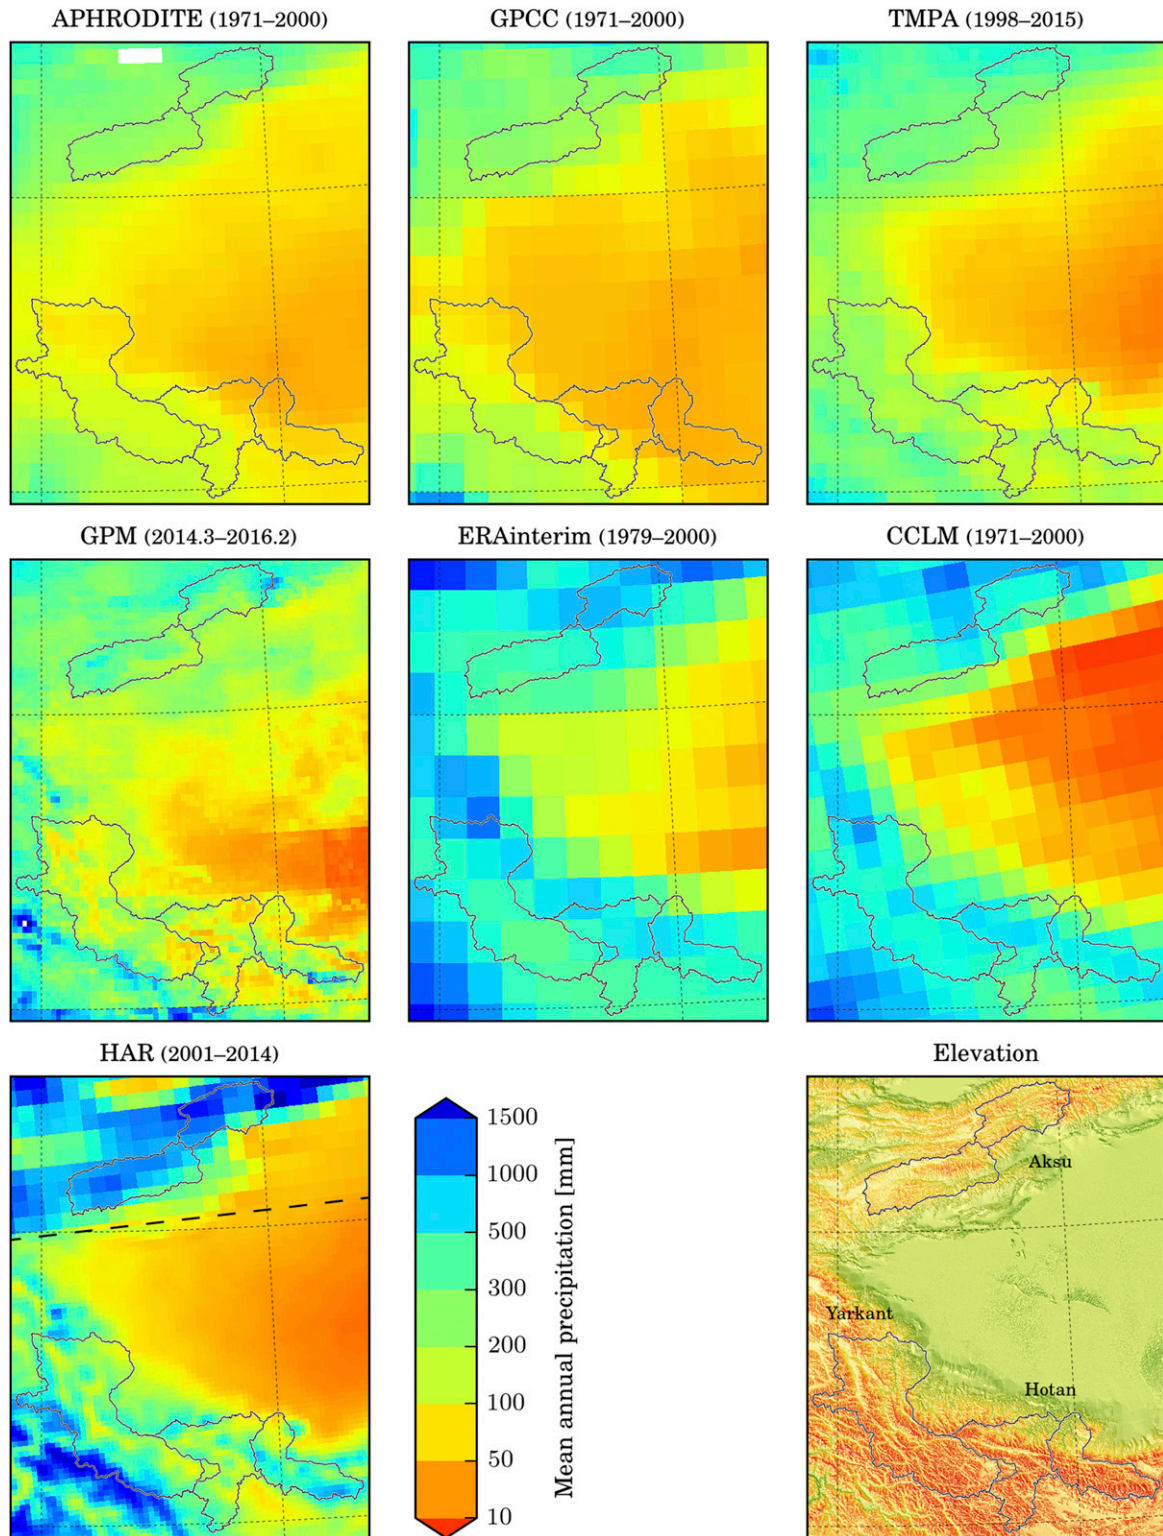 APHRODITE (1971–2000)
GPCC (1971–2000)
TMPA (1998–2015)
GPM (2014.3–2016.2)
ERAinterim (1979–2000)
CCLM (1971–2000)
HAR (2001–2014)
Elevation
1500
1000
500
300
200
100
50
10
Mean annual precipitation [mm]
Aksu
Yarkant
Hotan